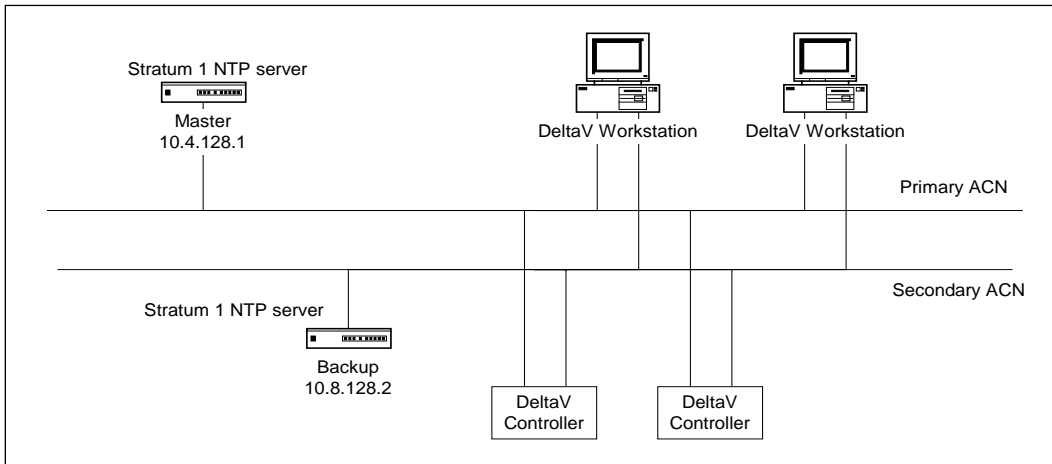 Stratum 1 NTP server
Master
10.4.128.1
DeltaV Workstation
DeltaV Workstation
Primary ACN
Secondary ACN
Stratum 1 NTP server
Backup
10.8.128.2
DeltaV
Controller
DeltaV
Controller